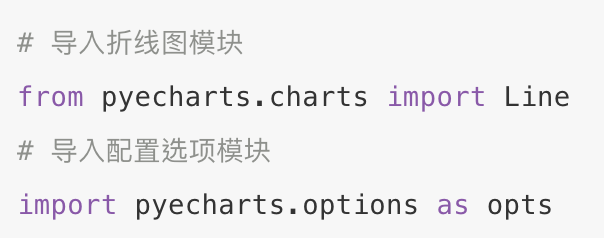 # 导入折线图模块
from pyecharts.charts import Line
# 导入配置选项模块
import pyecharts.options as opts